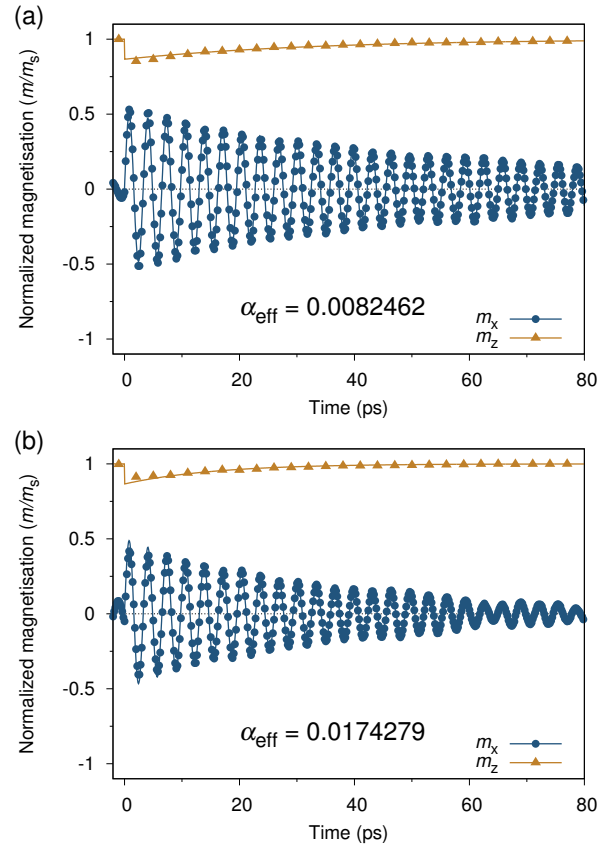 (a)
Normalized magnetisation (m/mₛ)
1
0.5
0
-0.5
-1
αeff = 0.0082462
mx
mz
0 20 40 60 80
Time (ps)
(b)
Normalized magnetisation (m/mₛ)
1
0.5
0
-0.5
-1
αeff = 0.0174279
mx
mz
0 20 40 60 80
Time (ps)